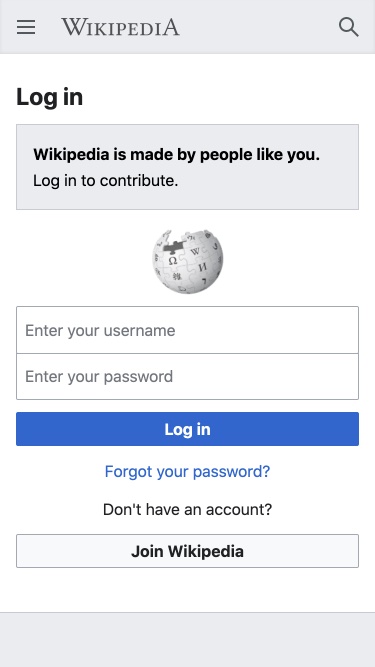 WIKIPEDIA
Log in
Wikipedia is made by people like you.
Log in to contribute.
Ω W И
Enter your username
Enter your password
Log in
Forgot your password?
Don't have an account?
Join Wikipedia